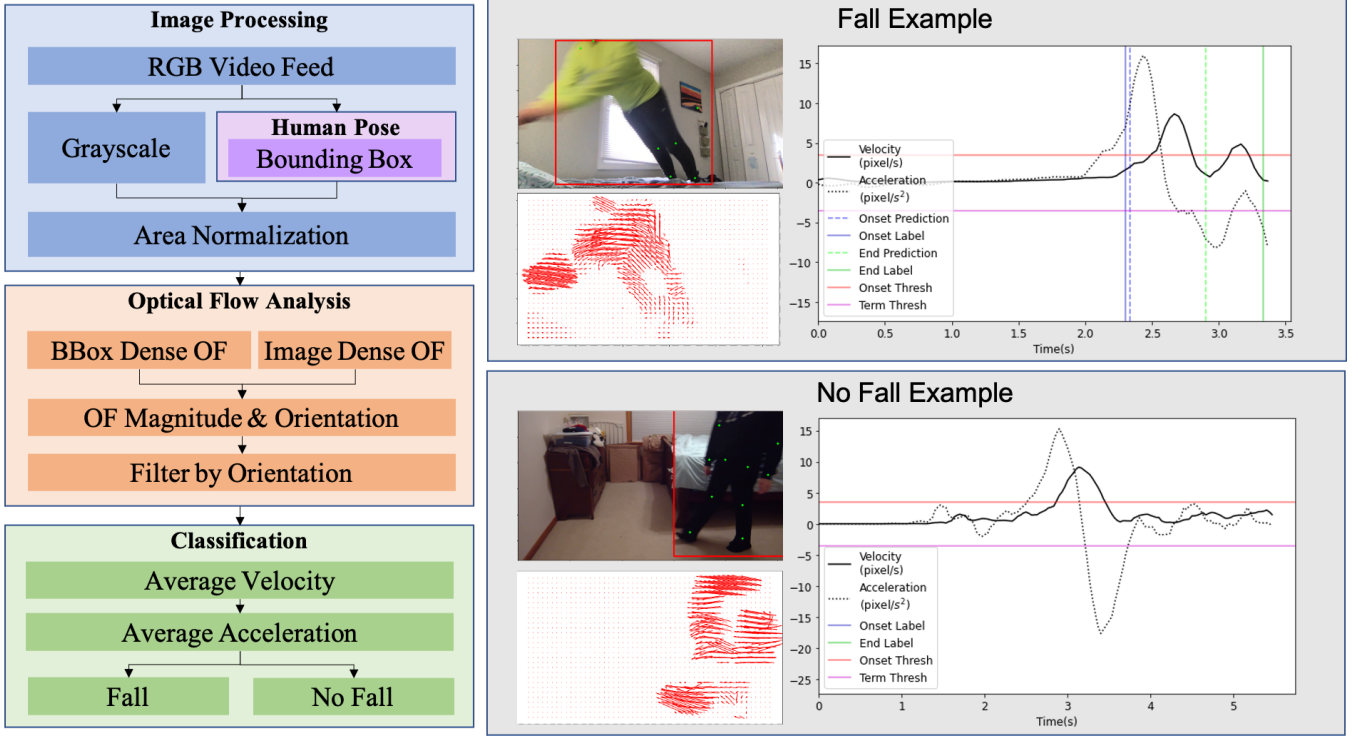 Image Processing
RGB Video Feed
Grayscale
Human Pose
Bounding Box
Area Normalization
Optical Flow Analysis
BBox Dense OF
Image Dense OF
OF Magnitude & Orientation
Filter by Orientation
Classification
Average Velocity
Average Acceleration
Fall
No Fall
Fall Example
15
10
5
0
−5
−10
−15
Velocity
(pixel/s)
Acceleration
(pixel/s²)
Onset Prediction
Onset Label
End Prediction
End Label
Onset Thresh
Term Thresh
0.0 0.5 1.0 1.5 2.0 2.5 3.0 3.5
Time(s)
No Fall Example
15
10
5
0
−5
−10
−15
−20
−25
Velocity
(pixel/s)
Acceleration
(pixel/s²)
Onset Label
End Label
Onset Thresh
Term Thresh
0 1 2 3 4 5
Time(s)